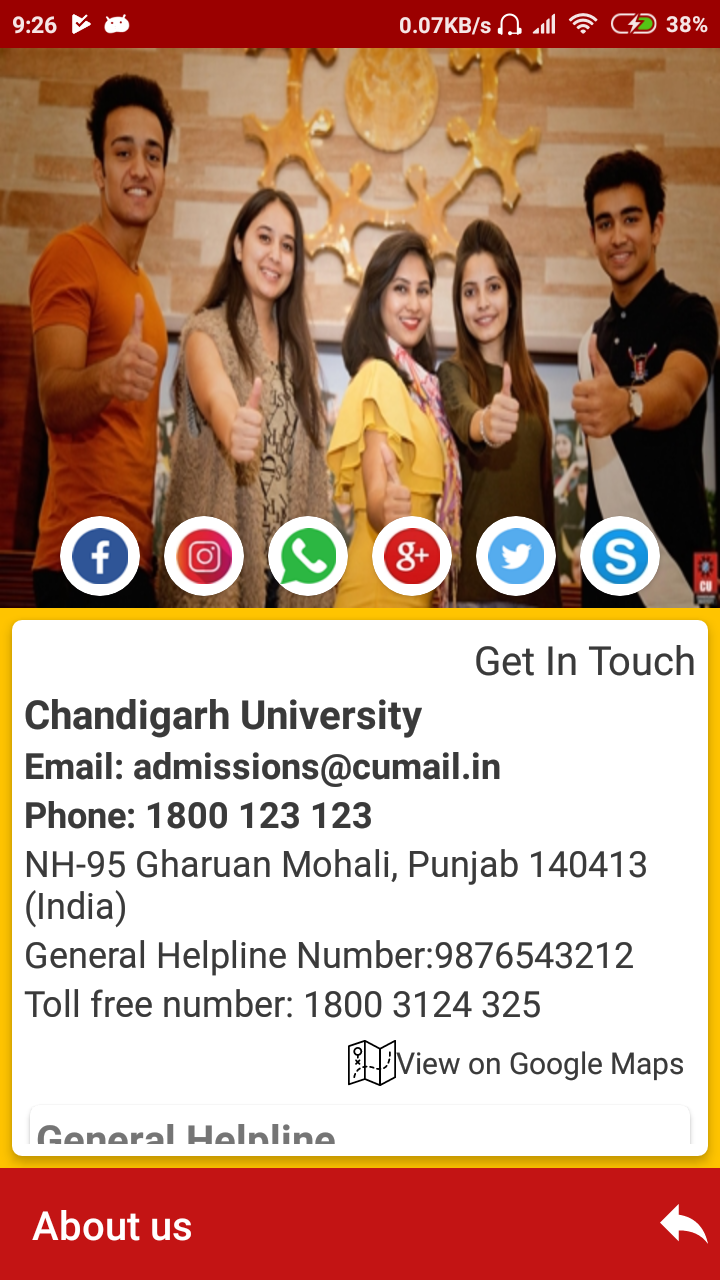 9:26 0.07KB/s 38%
CU
Get In Touch
Chandigarh University
Email: admissions@cumail.in
Phone: 1800 123 123
NH-95 Gharuan Mohali, Punjab 140413
(India)
General Helpline Number:9876543212
Toll free number: 1800 3124 325
View on Google Maps
General Helpline
About us